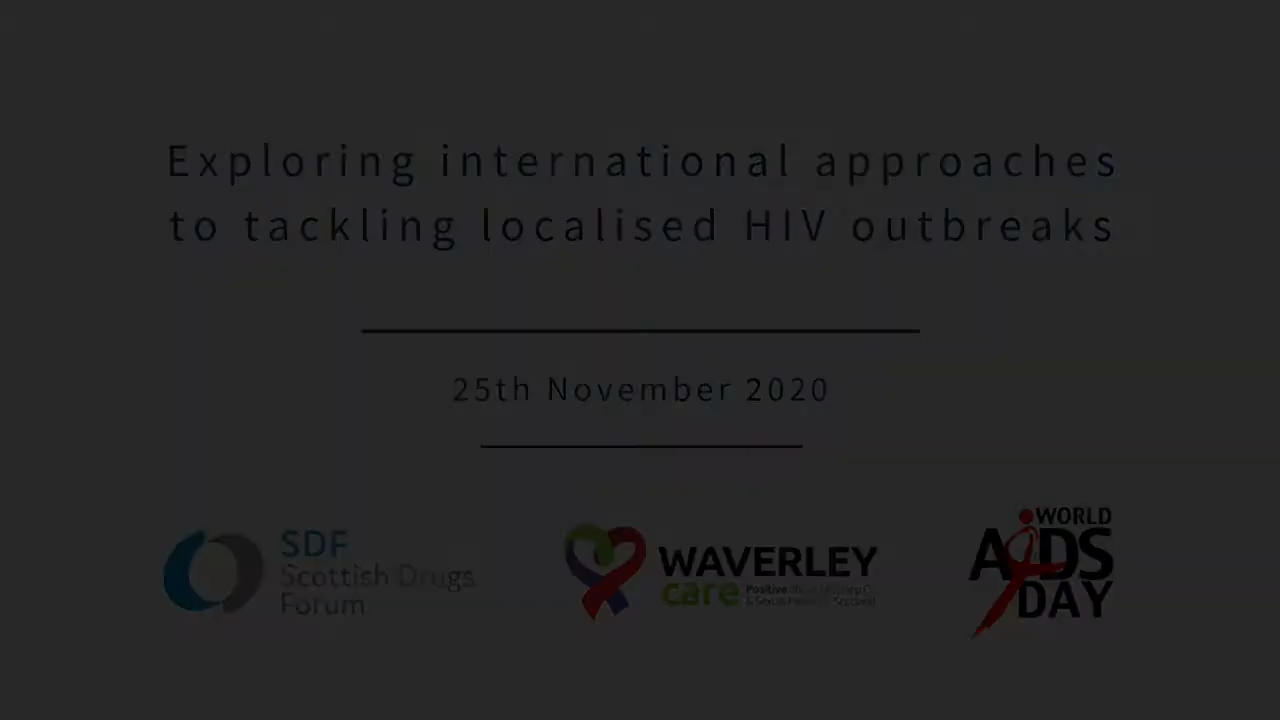 Exploring international approaches
to tackling localised HIV outbreaks
25th November 2020
SDF
Scottish Drugs
Forum
WAVERLEY
care
Positive
WORLD
AIDS
DAY